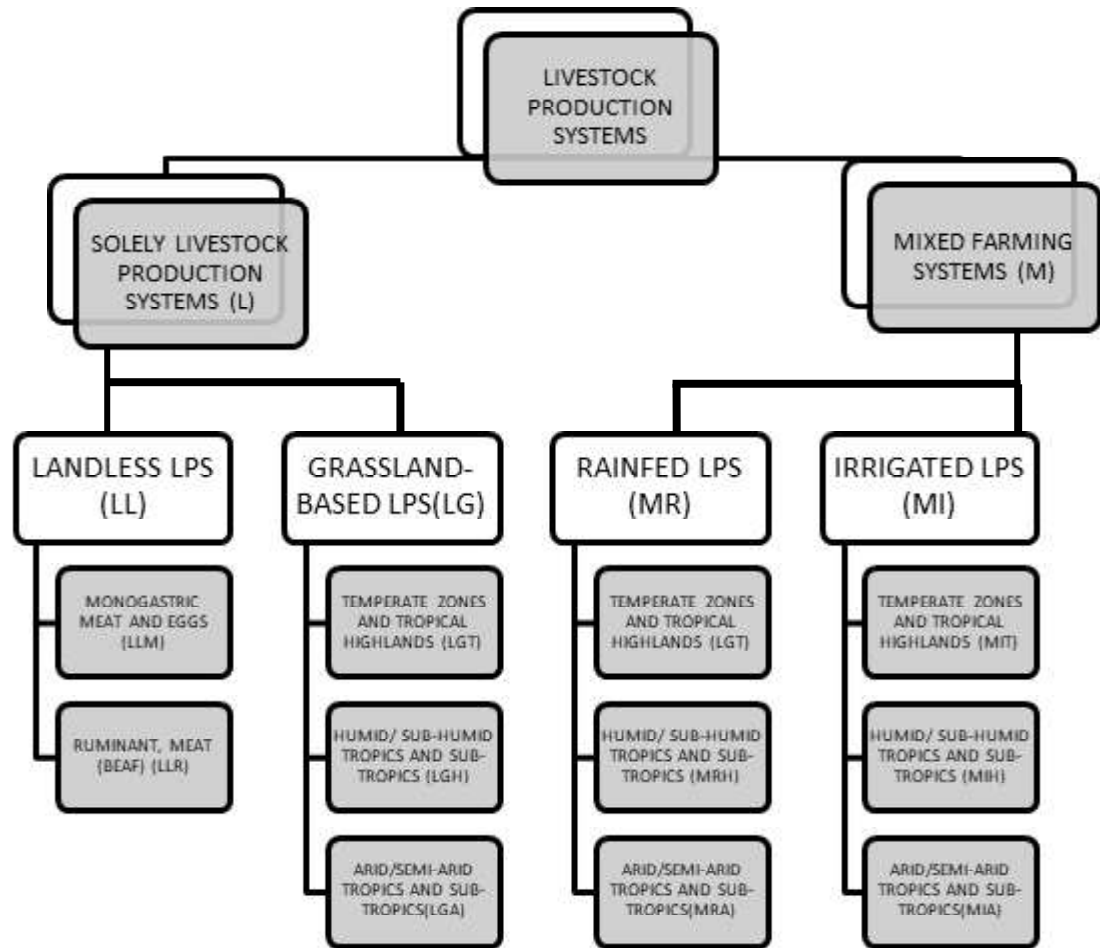 LIVESTOCK
PRODUCTION
SYSTEMS
SOLELY LIVESTOCK
PRODUCTION
SYSTEMS (L)
MIXED FARMING
SYSTEMS (M)
LANDLESS LPS
(LL)
GRASSLAND-
BASED LPS(LG)
RAINFED LPS
(MR)
IRRIGATED LPS
(MI)
MONOGASTRIC
MEAT AND EGGS
(LLM)
RUMINANT, MEAT
(BEAF) (LLR)
TEMPERATE ZONES
AND TROPICAL
HIGHLANDS (LGT)
HUMID/ SUB-HUMID
TROPICS AND SUB-
TROPICS (LGH)
ARID/SEMI-ARID
TROPICS AND SUB-
TROPICS(LGA)
TEMPERATE ZONES
AND TROPICAL
HIGHLANDS (LGT)
HUMID/ SUB-HUMID
TROPICS AND SUB-
TROPICS (MRH)
ARID/SEMI-ARID
TROPICS AND SUB-
TROPICS(MRA)
TEMPERATE ZONES
AND TROPICAL
HIGHLANDS (MIT)
HUMID/ SUB-HUMID
TROPICS AND SUB-
TROPICS (MIH)
ARID/SEMI-ARID
TROPICS AND SUB-
TROPICS(MIA)